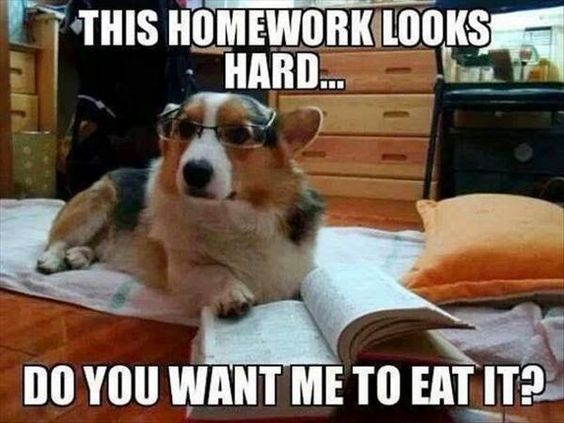 THIS HOMEWORK LOOKS
HARD...
DO YOU WANT ME TO EAT IT?